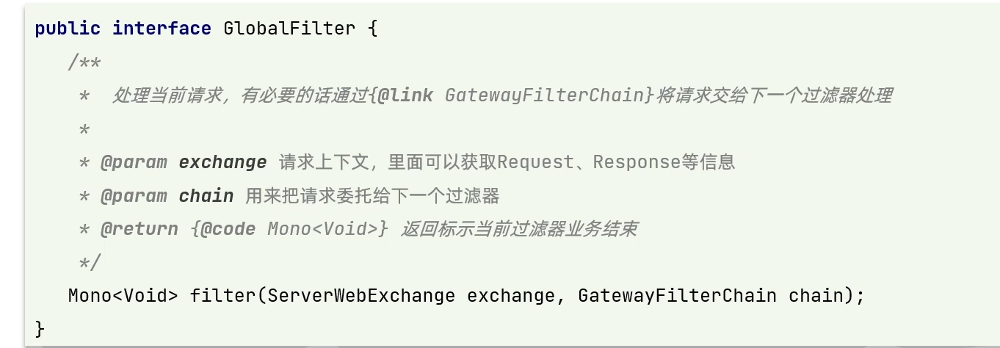 public interface GlobalFilter {
/**
* 处理当前请求，有必要的话通过{@link GatewayFilterChain}将请求交给下一个过滤器处理
*
* @param exchange 请求上下文，里面可以获取Request、Response等信息
* @param chain 用来把请求委托给下一个过滤器
* @return {@code Mono<Void>} 返回标示当前过滤器业务结束
*/
Mono<Void> filter(ServerWebExchange exchange, GatewayFilterChain chain);
}